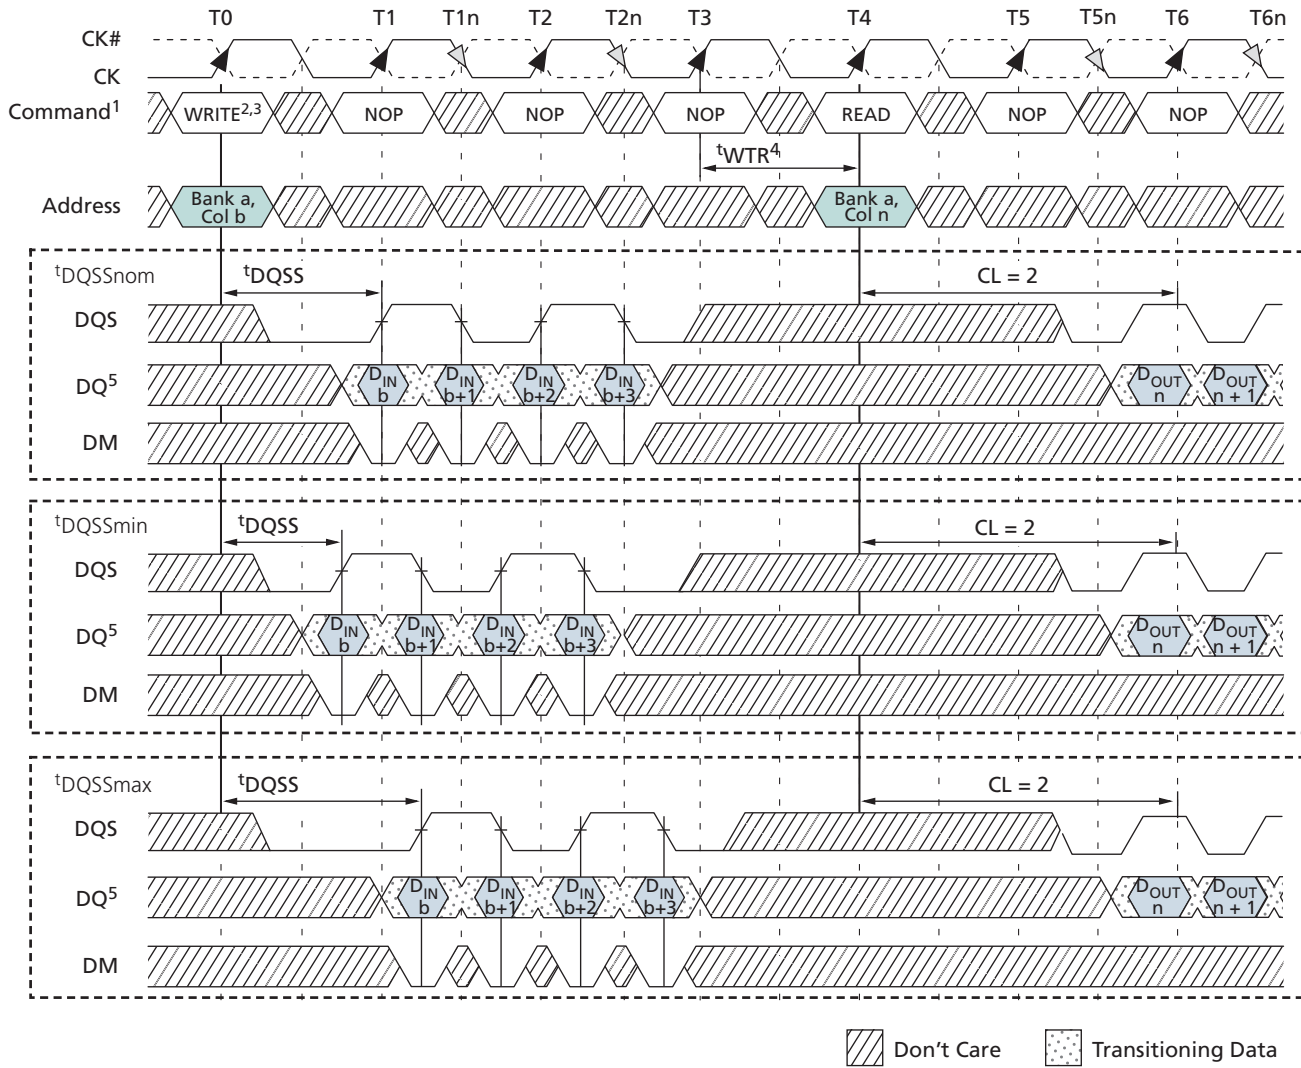 T0 T1 T1n T2 T2n T3 T4 T5 T5n T6 T6n
CK#
CK
Command1 WRITE2,3 NOP NOP NOP READ NOP NOP
tWTR4
Address Bank a, Col b Bank a, Col n
tDQSSnom tDQSS CL = 2
DQS
DQ5 DIN b DIN b+1 DIN b+2 DIN b+3 DOUT n DOUT n + 1
DM
tDQSSmin tDQSS CL = 2
DQS
DQ5 DIN b DIN b+1 DIN b+2 DIN b+3 DOUT n DOUT n + 1
DM
tDQSSmax tDQSS CL = 2
DQS
DQ5 DIN b DIN b+1 DIN b+2 DIN b+3 DOUT n DOUT n + 1
DM
Don't Care Transitioning Data